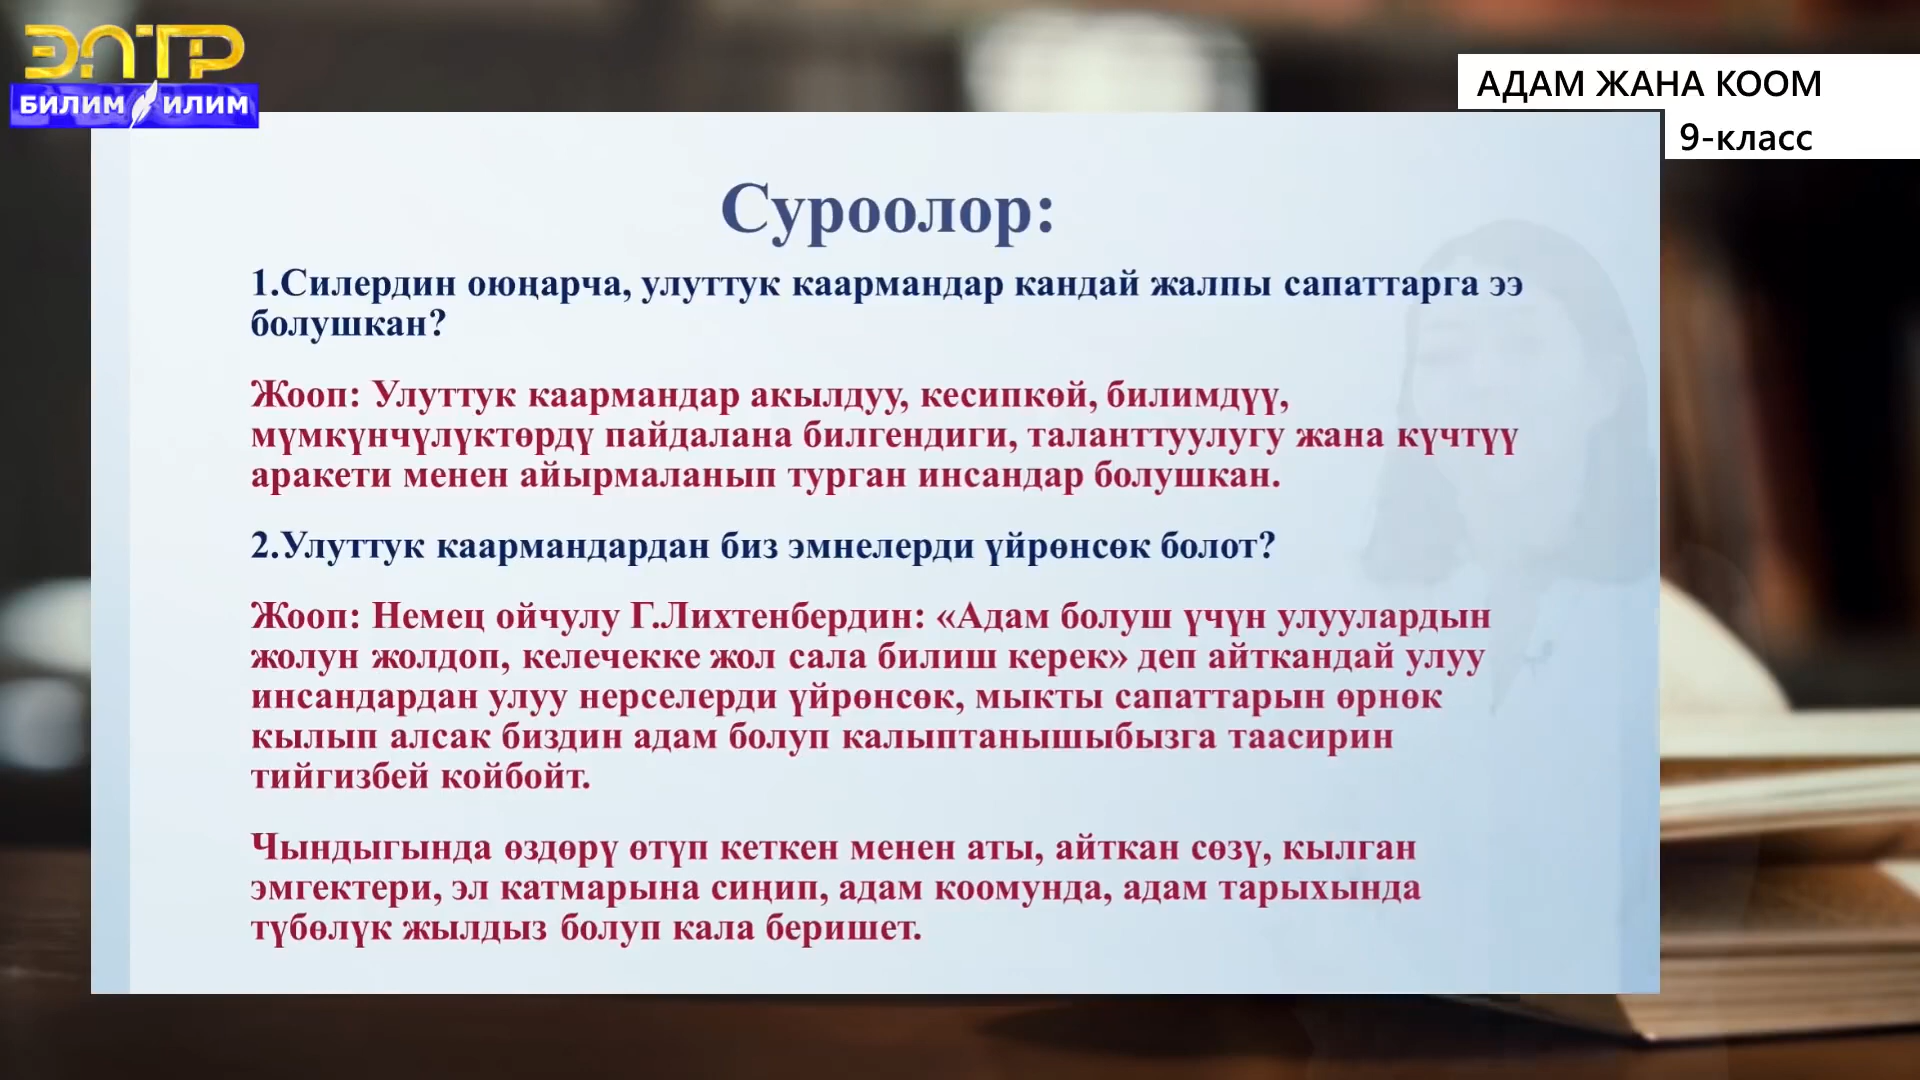 ЭЛТР
БИЛИМ ИЛИМ
АДАМ ЖАНА КООМ
9-класс
Суроолор:
1.Силердин оюңарча, улуттук каармандар кандай жалпы сапаттарга ээ
болушкан?
Жооп: Улуттук каармандар акылдуу, кесипкөй, билимдүү,
мүмкүнчүлүктөрдү пайдалана билгендиги, таланттуулугу жана күчтүү
аракети менен айырмаланып турган инсандар болушкан.
2.Улуттук каармандардан биз эмнелерди үйрөнсөк болот?
Жооп: Немец ойчулу Г.Лихтенбердин: «Адам болуш үчүн улуулардын
жолун жолдоп, келечекке жол сала билиш керек» деп айткандай улуу
инсандардан улуу нерселерди үйрөнсөк, мыкты сапаттарын өрнөк
кылып алсак биздин адам болуп калыптанышыбызга таасирин
тийгизбей койбойт.
Чындыгында өздөрү өтүп кеткен менен аты, айткан сөзү, кылган
эмгектери, эл катмарына сиңип, адам коомунда, адам тарыхында
түбөлүк жылдыз болуп кала беришет.